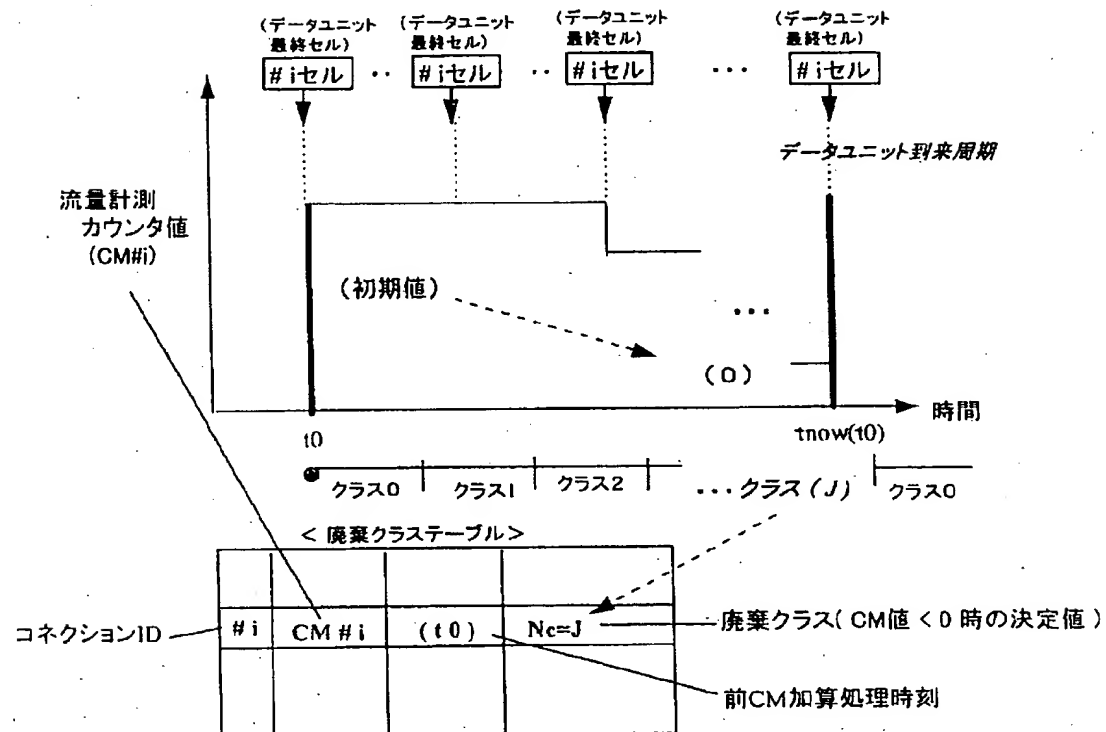 (データユニット
最終セル)
(データユニット
最終セル)
(データユニット
最終セル)
(データユニット
最終セル)
#iセル ‥ #iセル ‥ #iセル … #iセル
データユニット到来周期
流量計測
カウンタ値
(CM#i)
(初期値)
…
(0)
時間
t0
tnow(t0)
クラス0 クラス1 クラス2 …クラス(J) クラス0
<廃棄クラステーブル>
コネクションID
#i CM#i (t0) Nc=J
廃棄クラス(CM値<0時の決定値)
前CM加算処理時刻